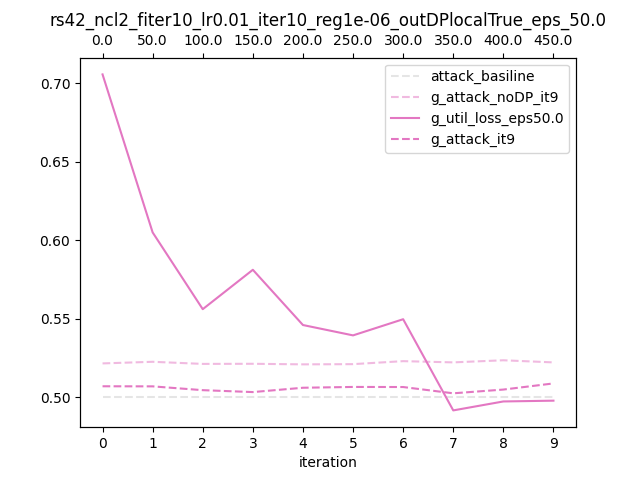 rs42_ncl2_fiter10_lr0.01_iter10_reg1e-06_outDPlocalTrue_eps_50.0
0.0 50.0 100.0 150.0 200.0 250.0 300.0 350.0 400.0 450.0
attack_basiline
g_attack_noDP_it9
g_util_loss_eps50.0
g_attack_it9
0.70
0.65
0.60
0.55
0.50
0 1 2 3 4 5 6 7 8 9
iteration